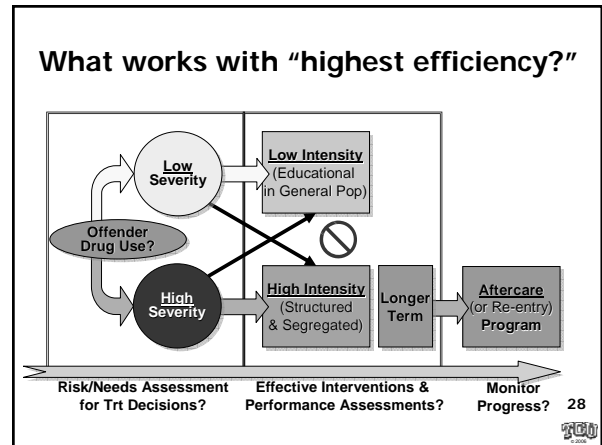 What works with “highest efficiency?”
Low
Severity
Low Intensity
(Educational
in General Pop)
Offender
Drug Use?
High
Severity
High Intensity
(Structured
& Segregated)
Longer
Term
Aftercare
(or Re-entry)
Program
Risk/Needs Assessment
for Trt Decisions?
Effective Interventions &
Performance Assessments?
Monitor
Progress?
28
TCU
© 2006